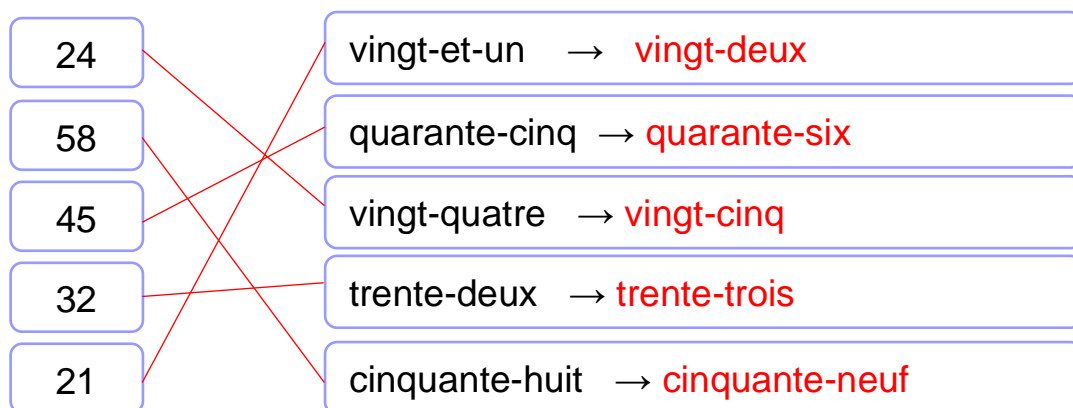 24 vingt-et-un → vingt-deux
58 quarante-cinq → quarante-six
45 vingt-quatre → vingt-cinq
32 trente-deux → trente-trois
21 cinquante-huit → cinquante-neuf